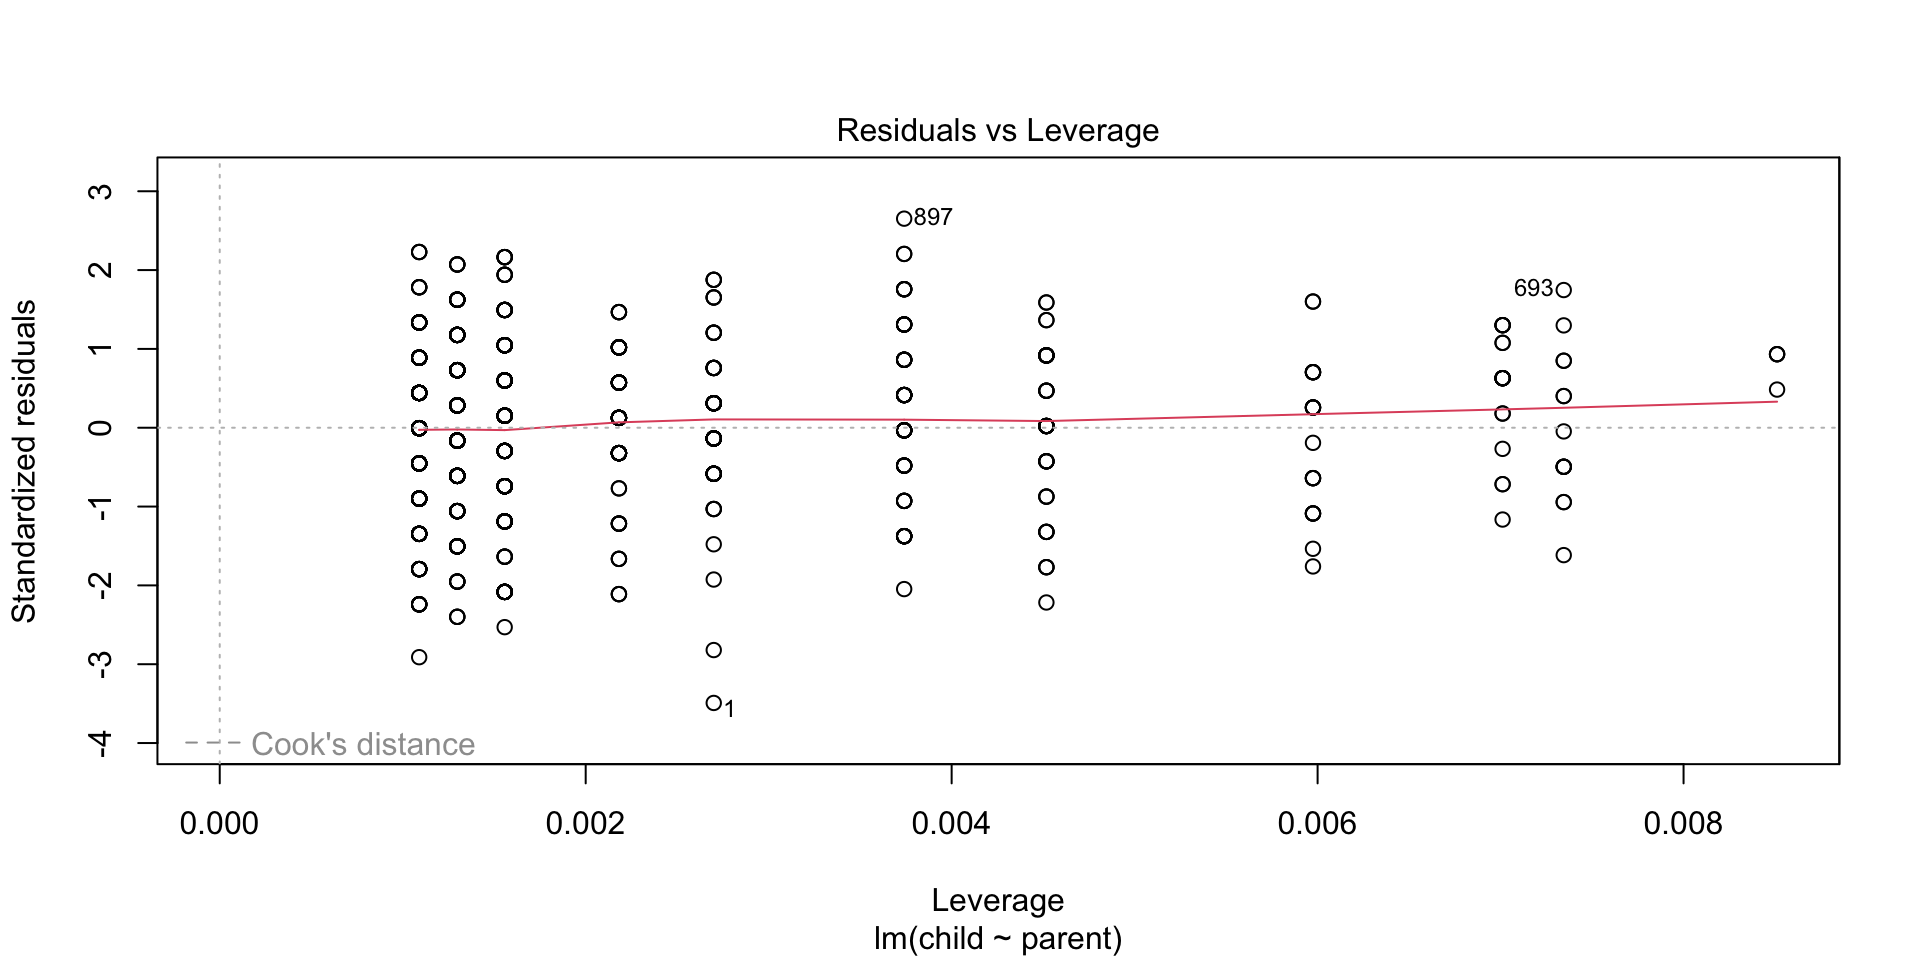 Residuals vs Leverage
Standardized residuals
3
2
1
0
-1
-2
-3
-4
897
693
1
Cook's distance
0.000 0.002 0.004 0.006 0.008
Leverage
lm(child ~ parent)